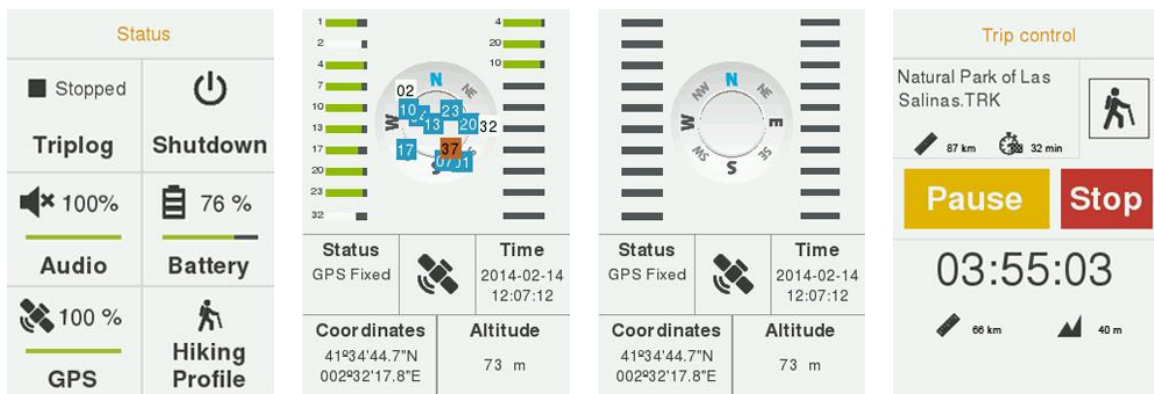 Status
Stopped
Triplog
Shutdown
100%
Audio
76 %
Battery
100 %
GPS
Hiking
Profile
1
2
4
7
10
13
17
20
23
32
4
20
10
N
NE
W
S
02
10
23
13
20
32
17
37
07
01
Status
GPS Fixed
Time
2014-02-14
12:07:12
Coordinates
41º34'44.7"N
002º32'17.8"E
Altitude
73 m
N
NE
E
SE
S
SW
W
NW
Status
GPS Fixed
Time
2014-02-14
12:07:12
Coordinates
41º34'44.7"N
002º32'17.8"E
Altitude
73 m
Trip control
Natural Park of Las
Salinas.TRK
87 km
32 min
Pause
Stop
03:55:03
66 km
40 m